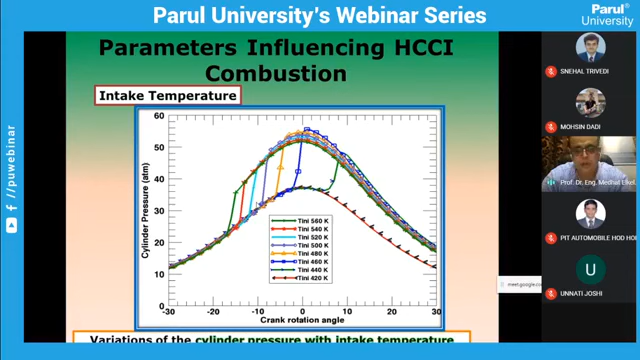 Parul University's Webinar Series
Parul®
University
Parameters Influencing HCCI
Combustion
Intake Temperature
60
50
40
30
20
10
0
Cylinder Pressure (atm)
Tini 560 K
Tini 540 K
Tini 520 K
Tini 500 K
Tini 480 K
Tini 460 K
Tini 440 K
Tini 420 K
-30 -20 -10 0 10 20 30
Crank rotation angle
Variations of the cylinder pressure with intake temperature
/puwebinar
SNEHAL TRIVEDI
MOHSIN DADI
Prof. Dr. Eng. Medhat Elkel..
PIT AUTOMOBILE HOD HO
meet.google.co
U
UNNATI JOSHI